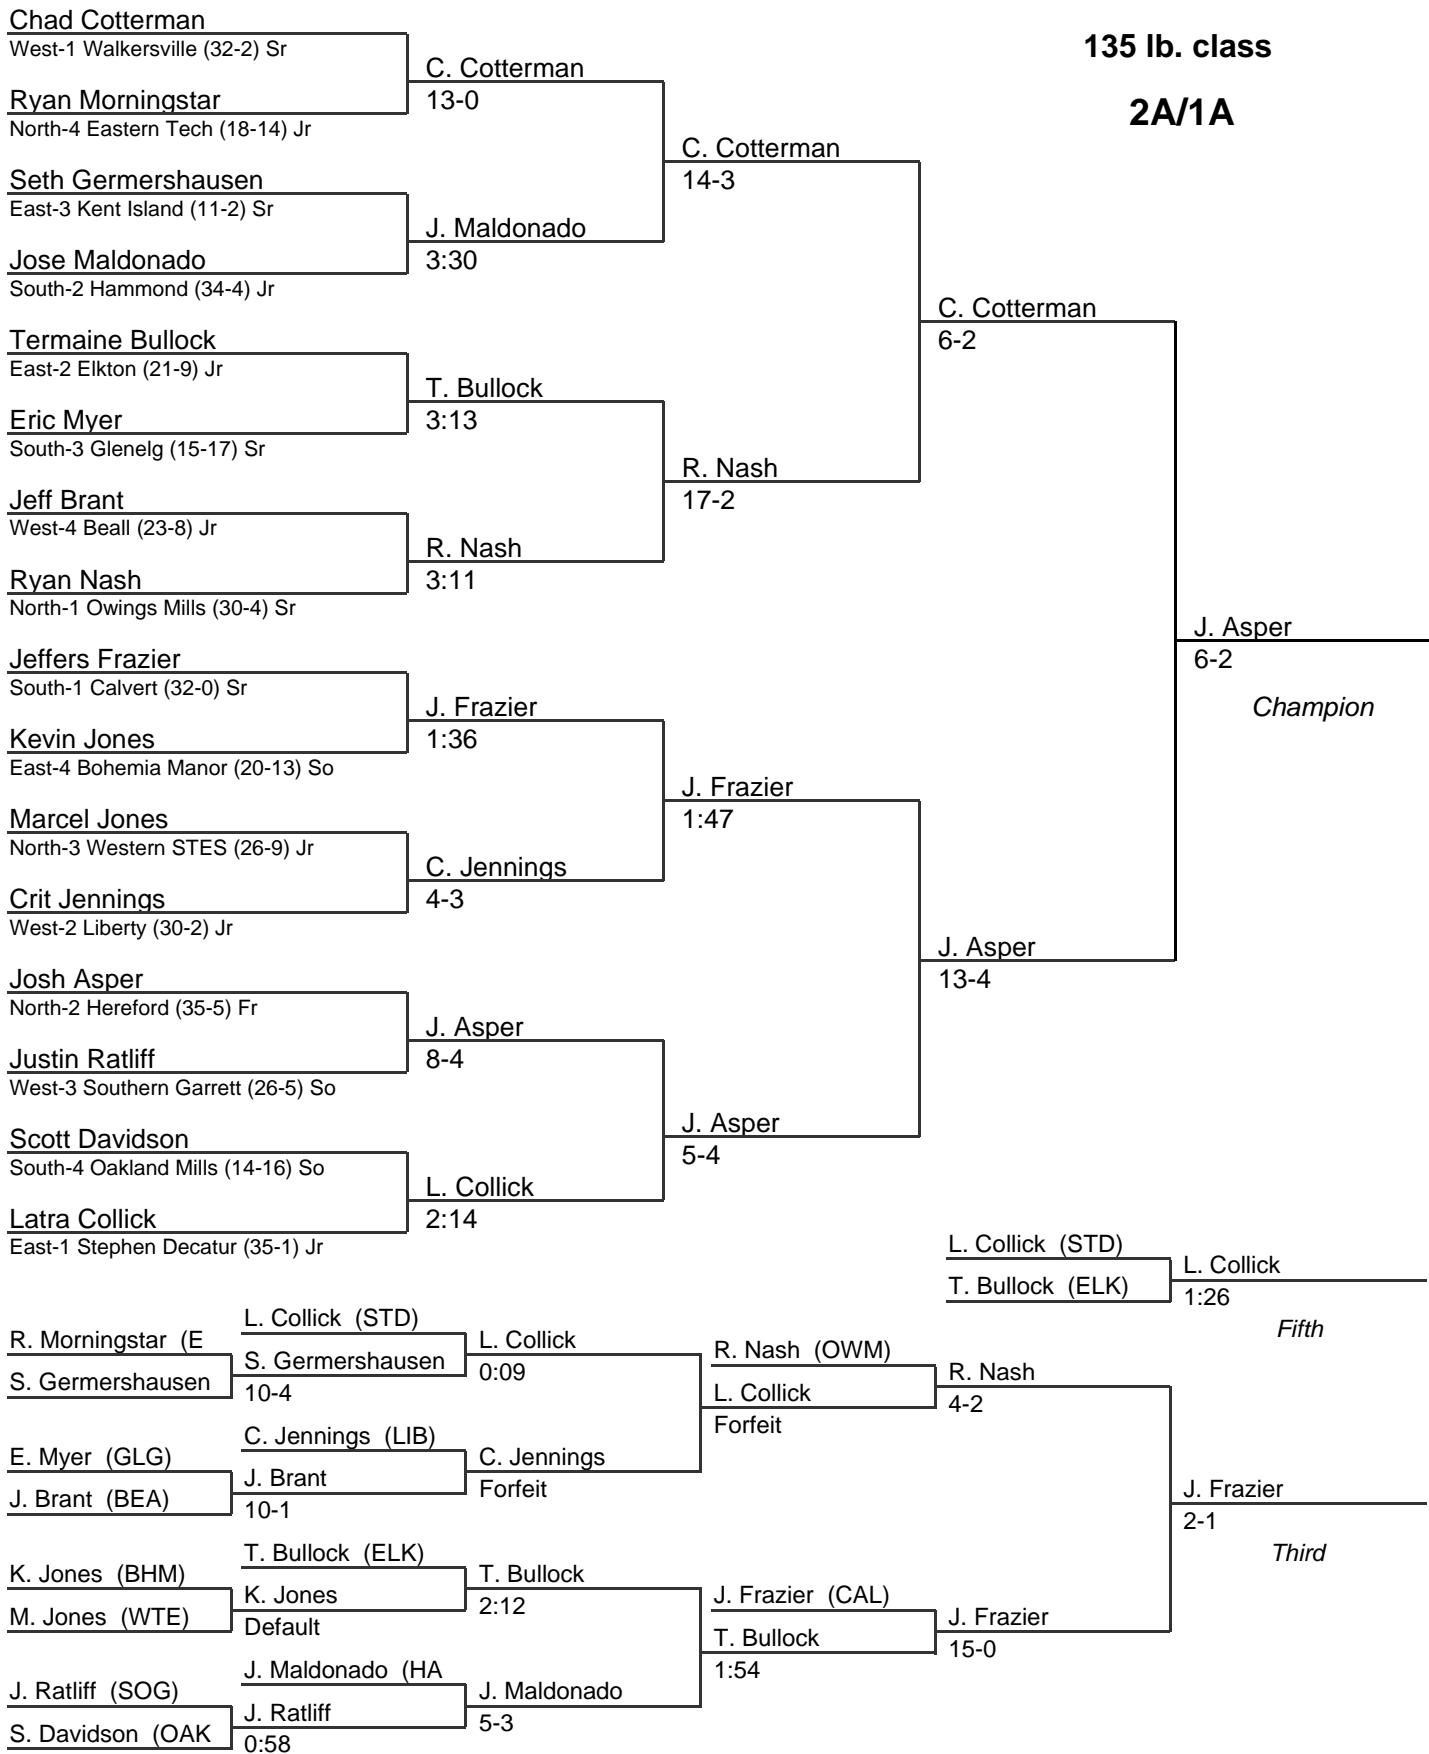 135 lb. class
2A/1A
Chad Cotterman
West-1 Walkersville (32-2) Sr
Ryan Morningstar
North-4 Eastern Tech (18-14) Jr
Seth Germershausen
East-3 Kent Island (11-2) Sr
Jose Maldonado
South-2 Hammond (34-4) Jr
Termaine Bullock
East-2 Elkton (21-9) Jr
Eric Myer
South-3 Glenelg (15-17) Sr
Jeff Brant
West-4 Beall (23-8) Jr
Ryan Nash
North-1 Owings Mills (30-4) Sr
Jeffers Frazier
South-1 Calvert (32-0) Sr
Kevin Jones
East-4 Bohemia Manor (20-13) So
Marcel Jones
North-3 Western STES (26-9) Jr
Crit Jennings
West-2 Liberty (30-2) Jr
Josh Asper
North-2 Hereford (35-5) Fr
Justin Ratliff
West-3 Southern Garrett (26-5) So
Scott Davidson
South-4 Oakland Mills (14-16) So
Latra Collick
East-1 Stephen Decatur (35-1) Jr
C. Cotterman
13-0
J. Maldonado
3:30
T. Bullock
3:13
R. Nash
3:11
J. Frazier
1:36
C. Jennings
4-3
J. Asper
8-4
L. Collick
2:14
C. Cotterman
14-3
R. Nash
17-2
J. Frazier
1:47
J. Asper
5-4
C. Cotterman
6-2
J. Asper
13-4
J. Asper
6-2
Champion
L. Collick (STD)
T. Bullock (ELK)
L. Collick
1:26
Fifth
R. Morningstar (E
S. Germershausen
E. Myer (GLG)
J. Brant (BEA)
K. Jones (BHM)
M. Jones (WTE)
J. Ratliff (SOG)
S. Davidson (OAK
L. Collick (STD)
S. Germershausen
10-4
C. Jennings (LIB)
J. Brant
10-1
T. Bullock (ELK)
K. Jones
Default
J. Maldonado (HA
J. Ratliff
0:58
L. Collick
0:09
C. Jennings
Forfeit
T. Bullock
2:12
J. Maldonado
5-3
R. Nash (OWM)
L. Collick
Forfeit
J. Frazier (CAL)
T. Bullock
1:54
R. Nash
4-2
J. Frazier
15-0
J. Frazier
2-1
Third